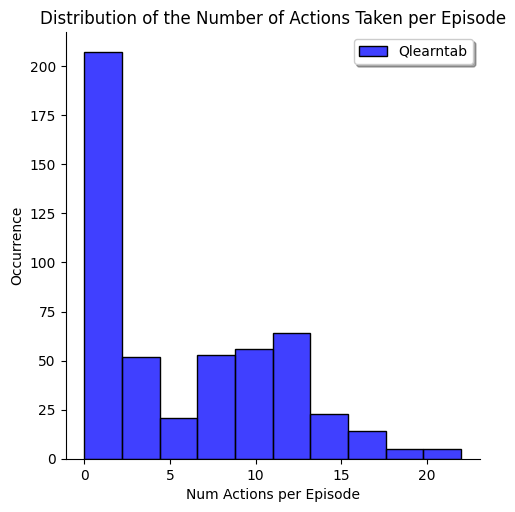 Distribution of the Number of Actions Taken per Episode
Qlearntab
200
175
150
125
100
75
50
25
0
Occurrence
0 5 10 15 20
Num Actions per Episode